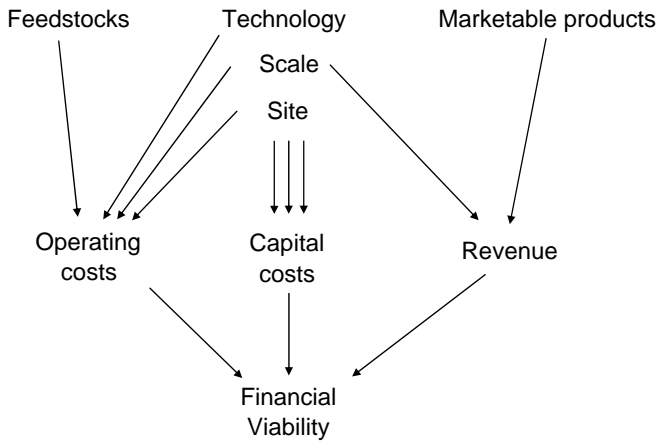 Feedstocks
Technology
Marketable products
Scale
Site
Operating
costs
Capital
costs
Revenue
Financial
Viability